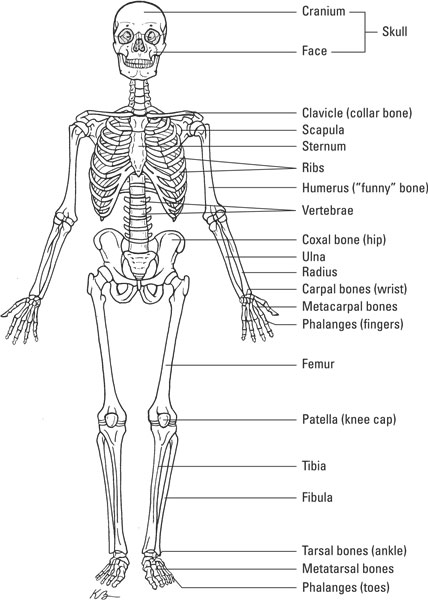 Cranium
Skull
Face
Clavicle (collar bone)
Scapula
Sternum
Ribs
Humerus ("funny" bone)
Vertebrae
Coxal bone (hip)
Ulna
Radius
Carpal bones (wrist)
Metacarpal bones
Phalanges (fingers)
Femur
Patella (knee cap)
Tibia
Fibula
Tarsal bones (ankle)
Metatarsal bones
Phalanges (toes)